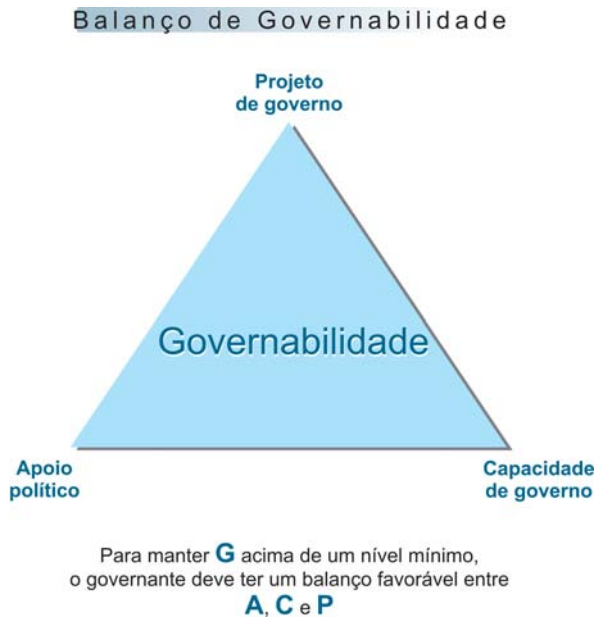 Balanço de Governabilidade
Projeto
de governo
Governabilidade
Apoio
político
Capacidade
de governo
Para manter G acima de um nível mínimo,
o governante deve ter um balanço favorável entre
A, C e P